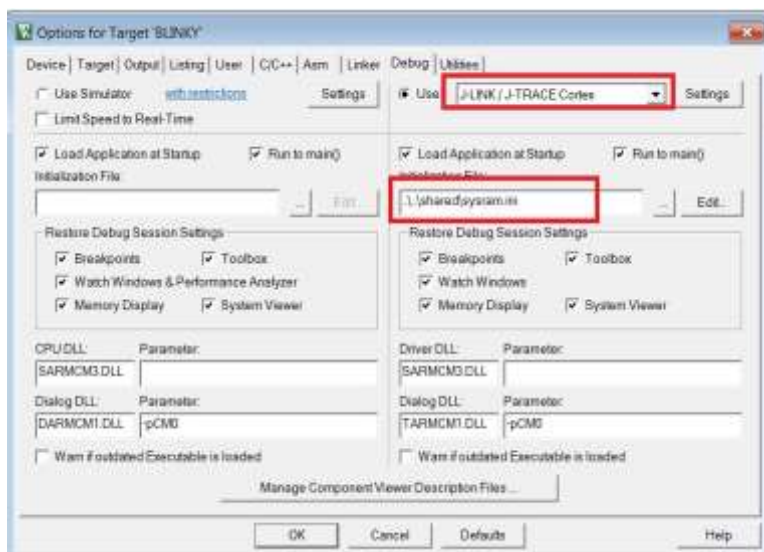 Options for Target 'BLINKY'
Device Target Output Listing User C/C++ Asm Linker Debug Utilities
Use Simulator with restrictions Settings Use J-LINK / J-TRACE Cortex Settings
Limit Speed to Real-Time
Load Application at Startup Run to main() Load Application at Startup Run to main()
Initialization File: Initialization File:
... Edit... .\..\shared\sysram.ini ... Edit...
Restore Debug Session Settings Restore Debug Session Settings
Breakpoints Toolbox Breakpoints Toolbox
Watch Windows & Performance Analyzer Watch Windows
Memory Display System Viewer Memory Display System Viewer
CPU DLL: Parameter: Driver DLL: Parameter:
SARMCM3.DLL SARMCM3.DLL
Dialog DLL: Parameter: Dialog DLL: Parameter:
DARMCM1.DLL -pCM0 TARMCM1.DLL -pCM0
Warn if outdated Executable is loaded Warn if outdated Executable is loaded
Manage Component Viewer Description Files ...
OK Cancel Defaults Help